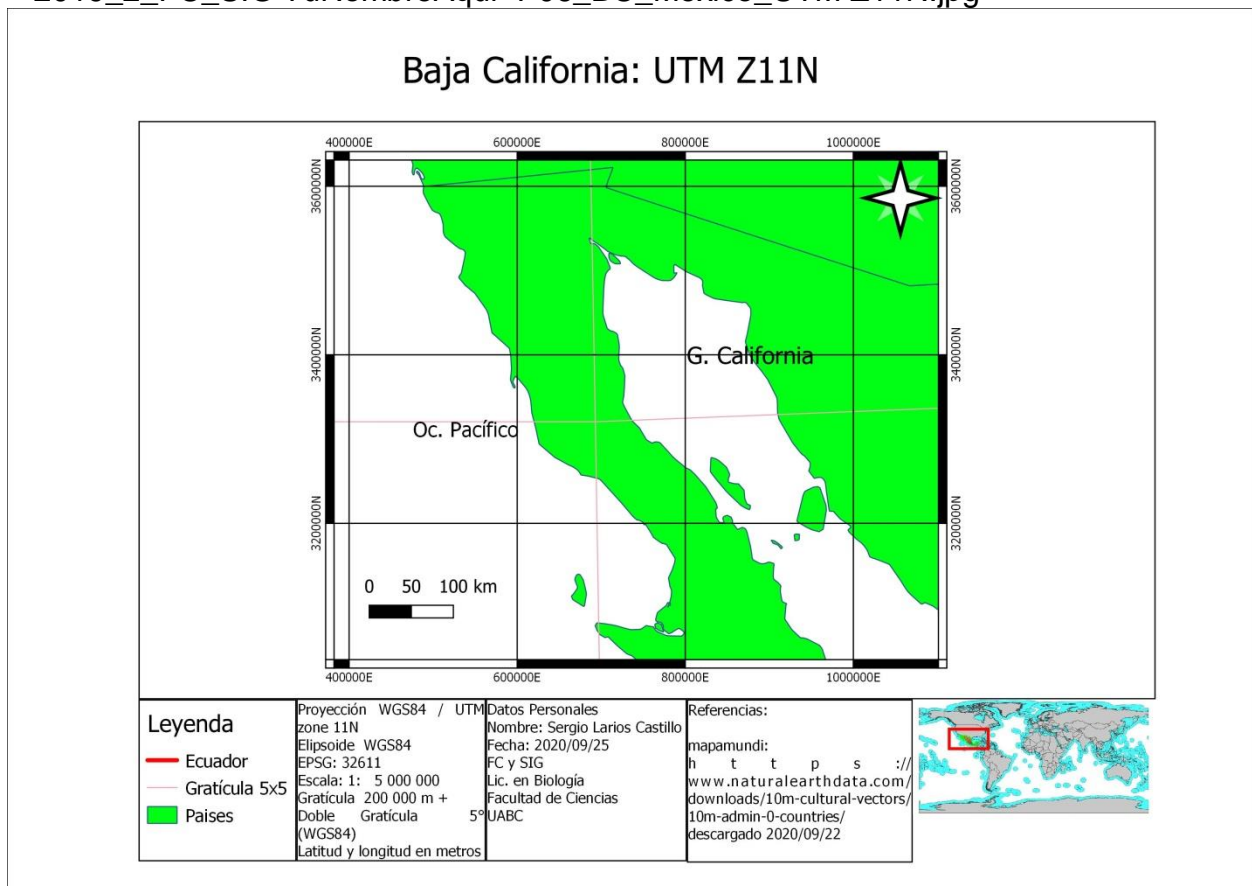 Baja California: UTM Z11N
400000E 600000E 800000E 1000000E
3600000N 3600000N
G. California
3400000N 3400000N
Oc. Pacífico
3200000N 3200000N
0 50 100 km
400000E 600000E 800000E 1000000E
Leyenda
Ecuador
Gratícula 5x5
Paises
Proyección WGS84 / UTM
zone 11N
Elipsoide WGS84
EPSG: 32611
Escala: 1: 5 000 000
Gratícula 200 000 m +
Doble Gratícula 5°
(WGS84)
Latitud y longitud en metros
Datos Personales
Nombre: Sergio Larios Castillo
Fecha: 2020/09/25
FC y SIG
Lic. en Biología
Facultad de Ciencias
UABC
Referencias:
mapamundi:
h t t p s ://
www.naturalearthdata.com/
downloads/10m-cultural-vectors/
10m-admin-0-countries/
descargado 2020/09/22